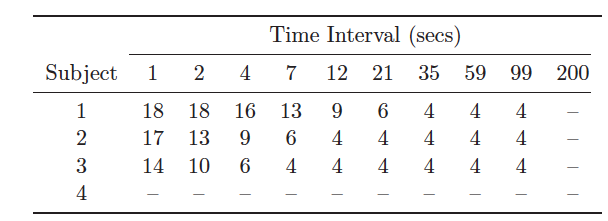 Time Interval (secs)
Subject 1 2 4 7 12 21 35 59 99 200
1 18 18 16 13 9 6 4 4 4 –
2 17 13 9 6 4 4 4 4 4 –
3 14 10 6 4 4 4 4 4 4 –
4 – – – – – – – – – –